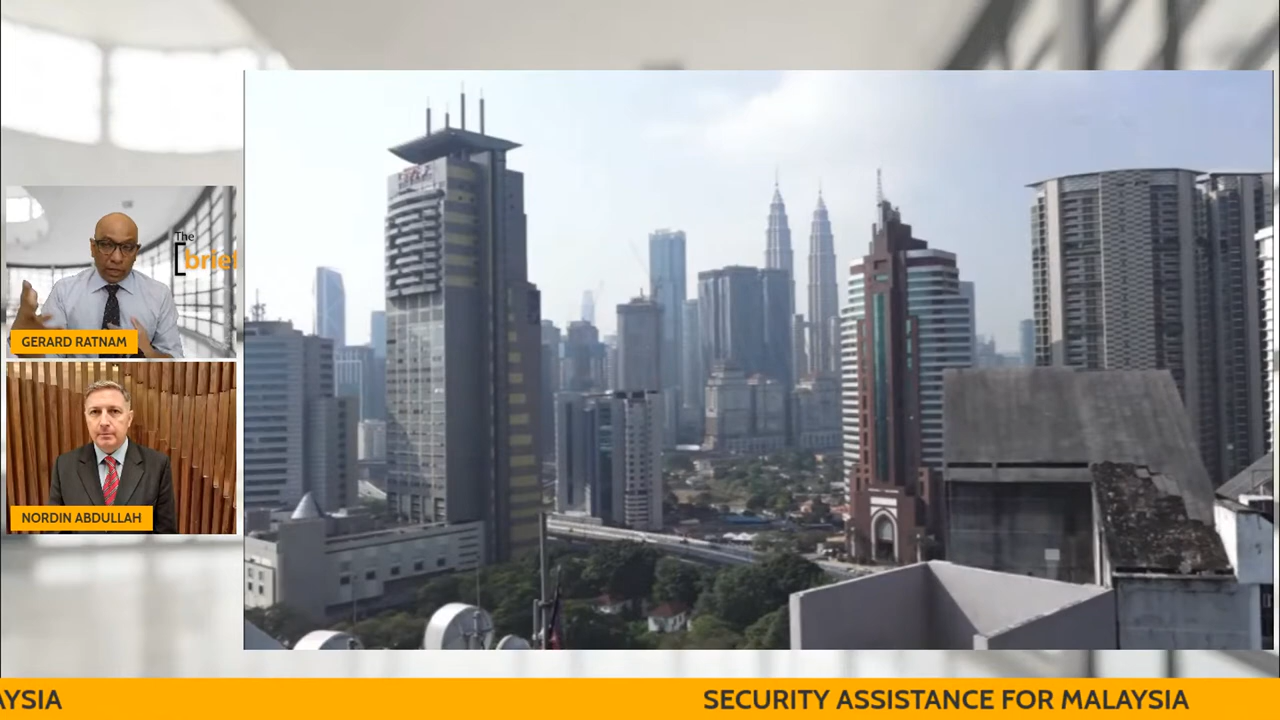 The
[brief
GERARD RATNAM
NORDIN ABDULLAH
AYSIA
SECURITY ASSISTANCE FOR MALAYSIA